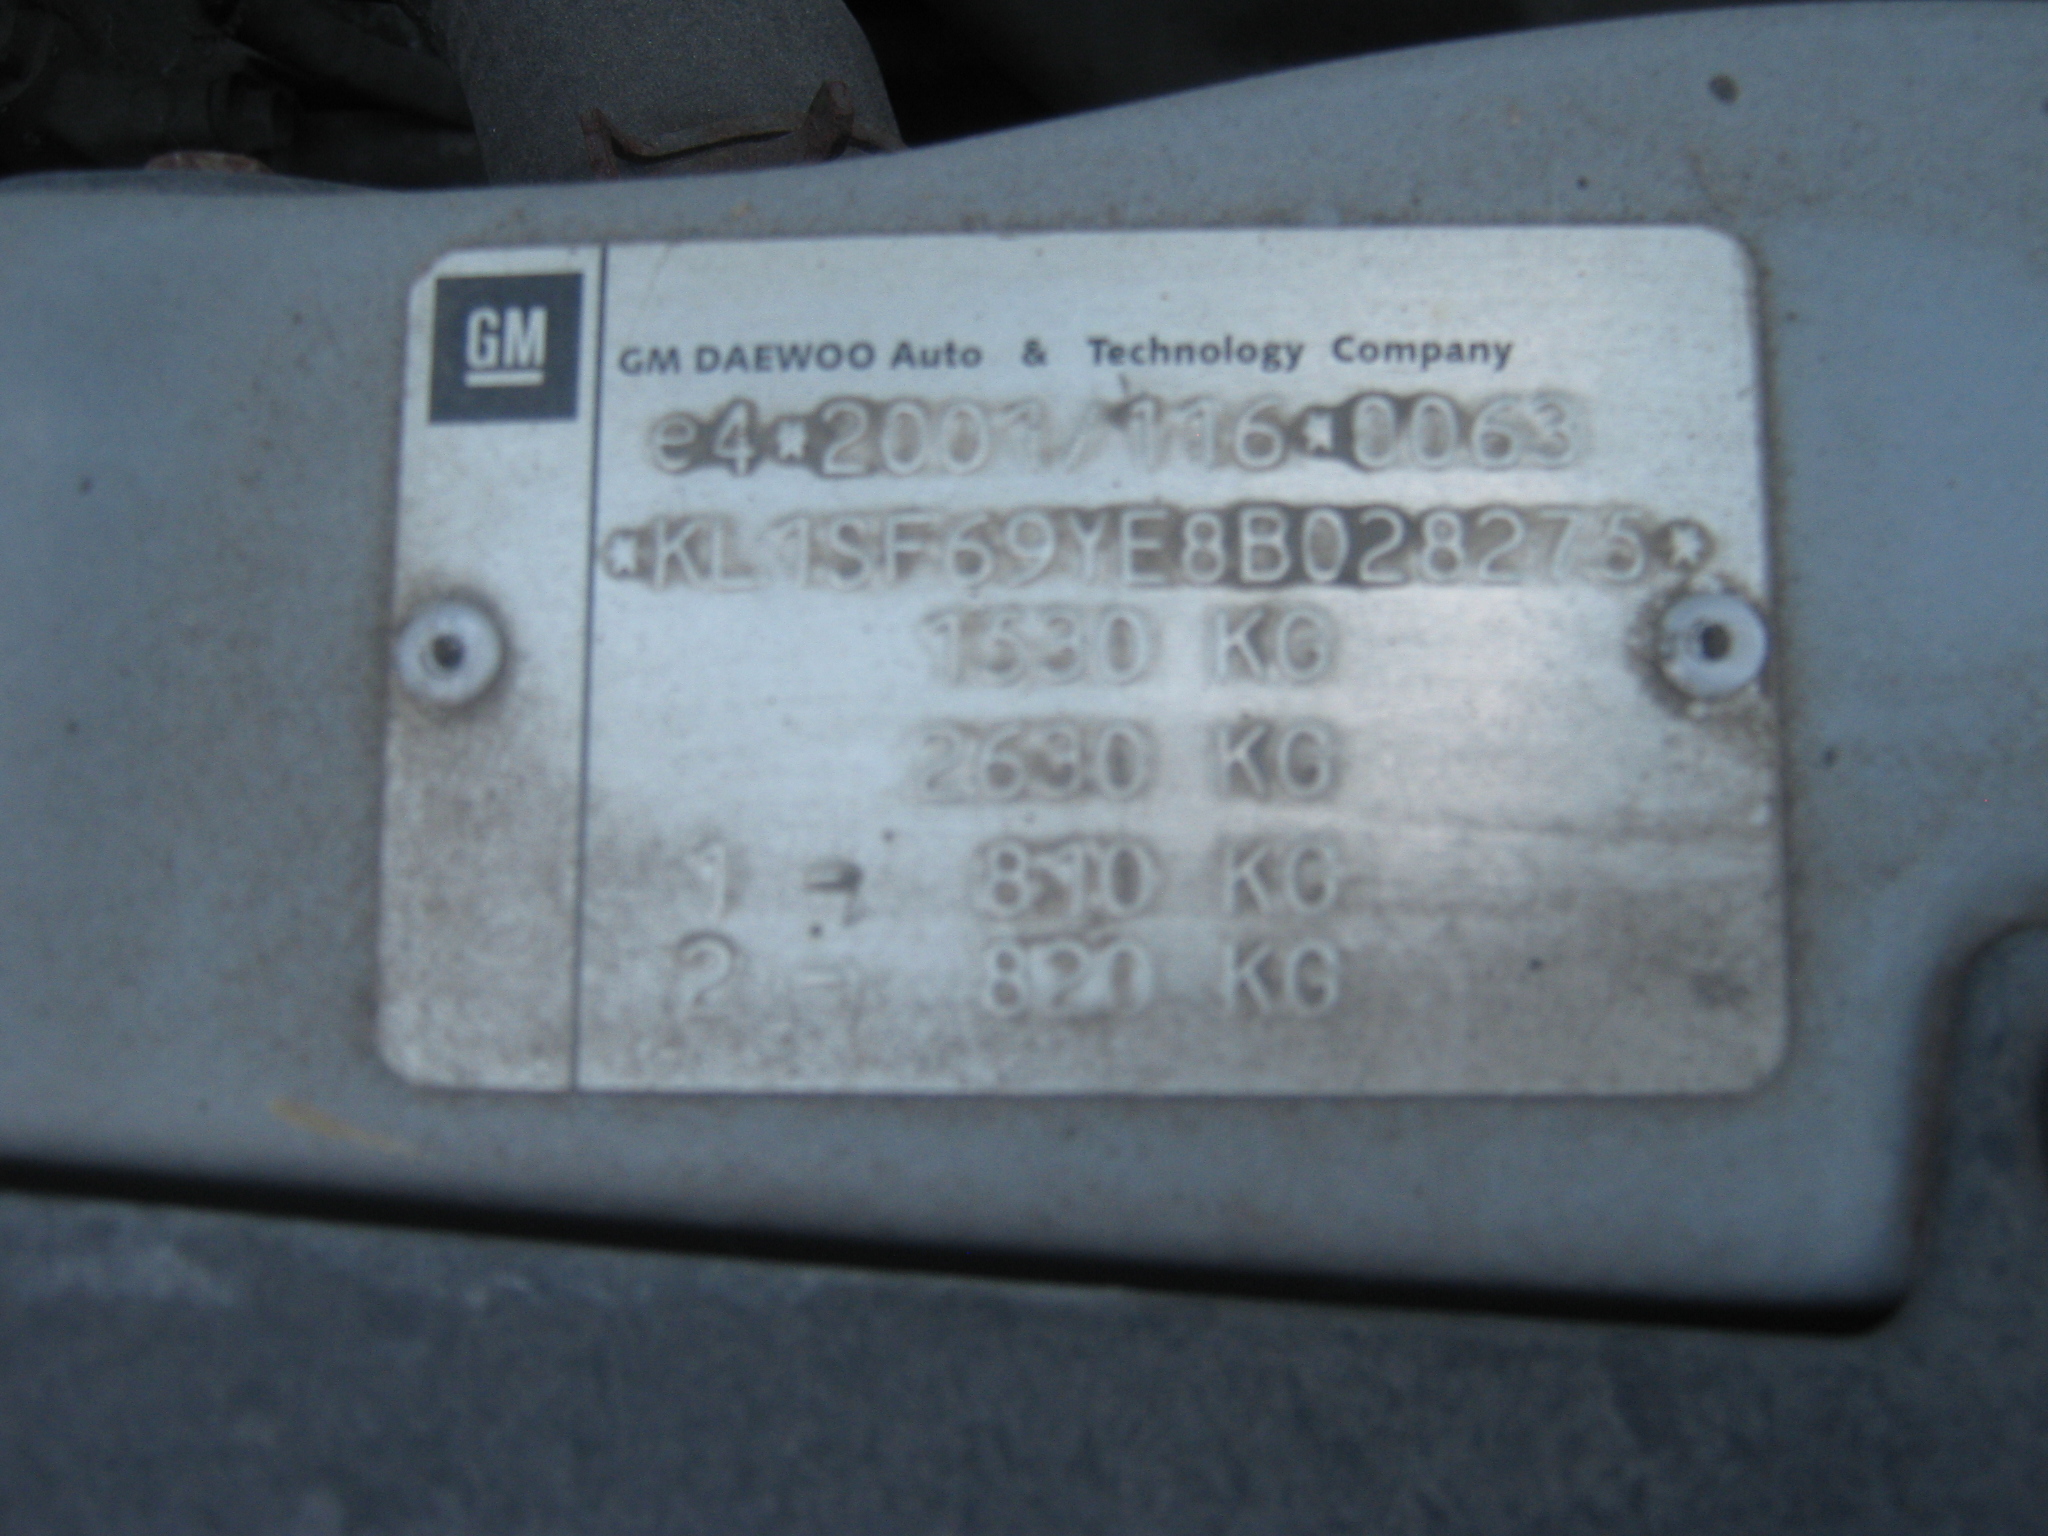 GM
GM DAEWOO Auto & Technology Company
e4*2001/116*0063
*KL1SF69YE8B028275*
1530 KG
2630 KG
1 - 810 KG
2 - 820 KG